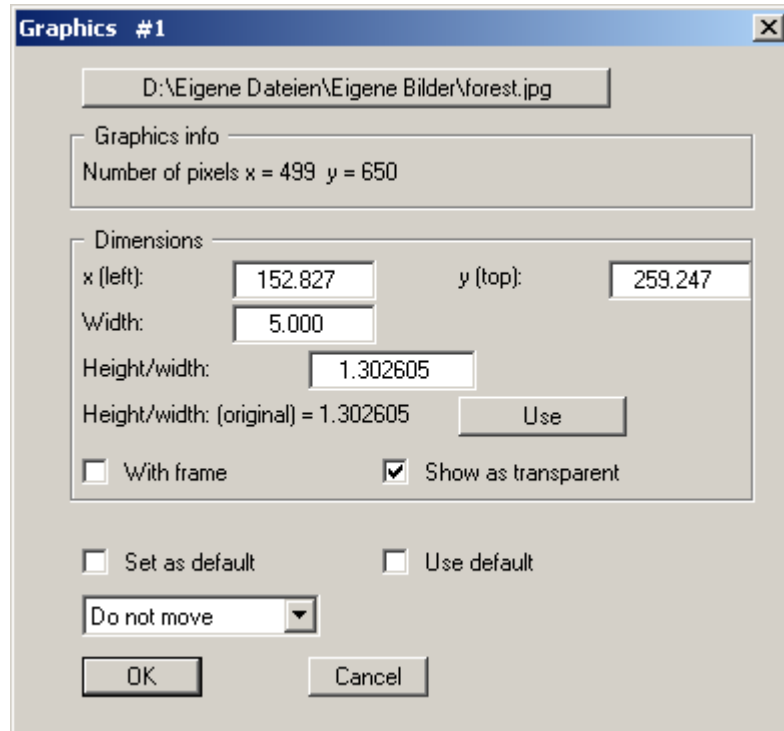 Graphics #1
D:\Eigene Dateien\Eigene Bilder\forest.jpg
Graphics info
Number of pixels x = 499 y = 650
Dimensions
x (left): 152.827 y (top): 259.247
Width: 5.000
Height/width: 1.302605
Height/width: (original) = 1.302605 Use
With frame Show as transparent
Set as default Use default
Do not move
OK Cancel